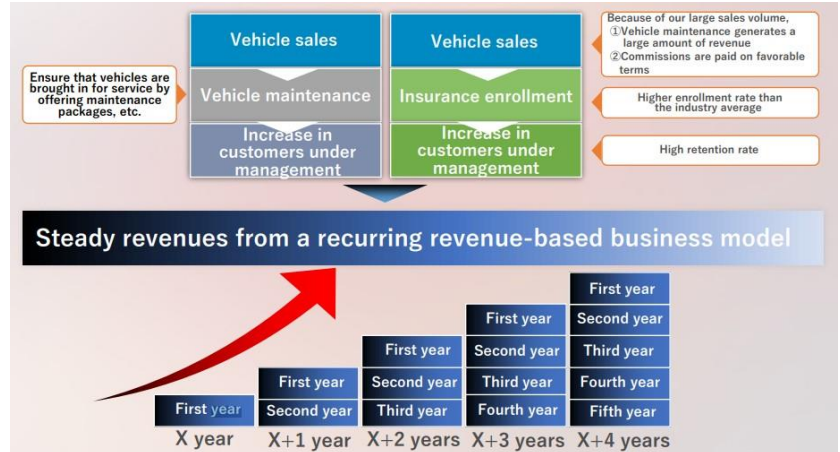 Vehicle sales
Vehicle maintenance
Increase in
customers under
management
Ensure that vehicles are
brought in for service by
offering maintenance
packages, etc.
Vehicle sales
Insurance enrollment
Increase in
customers under
management
Because of our large sales volume,
①Vehicle maintenance generates a
large amount of revenue
②Commissions are paid on favorable
terms
Higher enrollment rate than
the industry average
High retention rate
Steady revenues from a recurring revenue-based business model
First year
X year
First year
Second year
X+1 year
First year
Second year
Third year
X+2 years
First year
Second year
Third year
Fourth year
X+3 years
First year
Second year
Third year
Fourth year
Fifth year
X+4 years